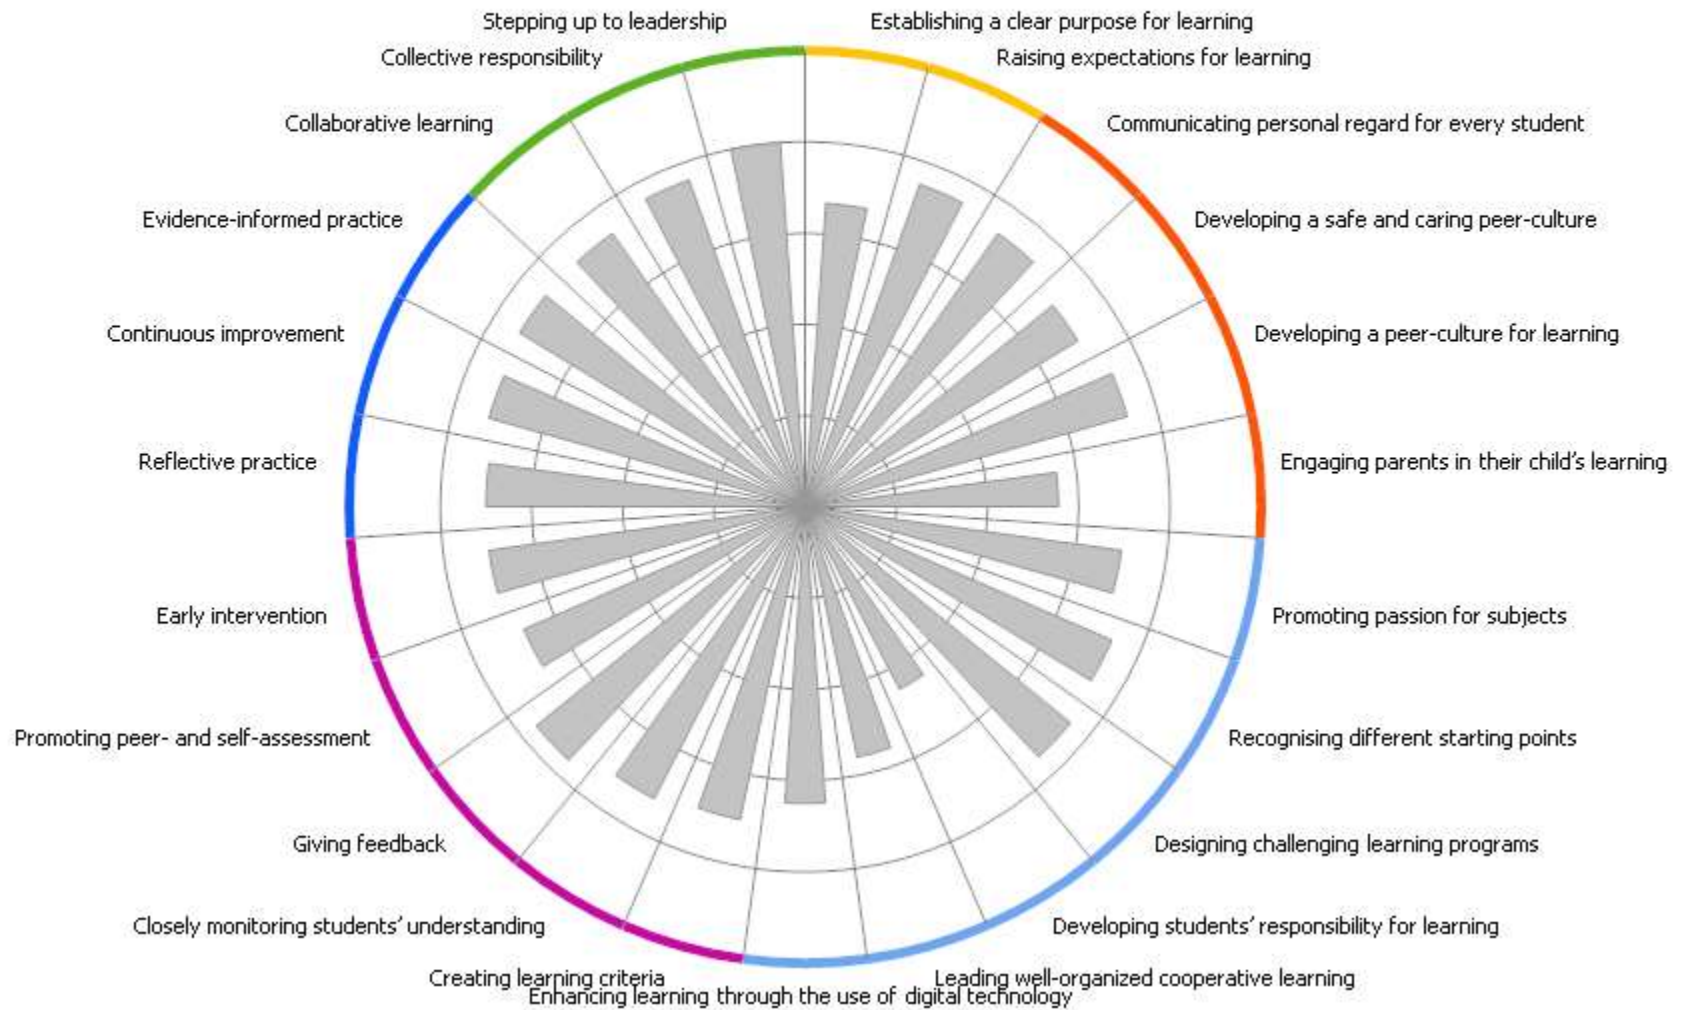 Stepping up to leadership
Establishing a clear purpose for learning
Collective responsibility
Raising expectations for learning
Collaborative learning
Communicating personal regard for every student
Evidence-informed practice
Developing a safe and caring peer-culture
Continuous improvement
Developing a peer-culture for learning
Reflective practice
Engaging parents in their child’s learning
Early intervention
Promoting passion for subjects
Promoting peer- and self-assessment
Recognising different starting points
Giving feedback
Designing challenging learning programs
Closely monitoring students’ understanding
Developing students’ responsibility for learning
Creating learning criteria
Leading well-organized cooperative learning
Enhancing learning through the use of digital technology